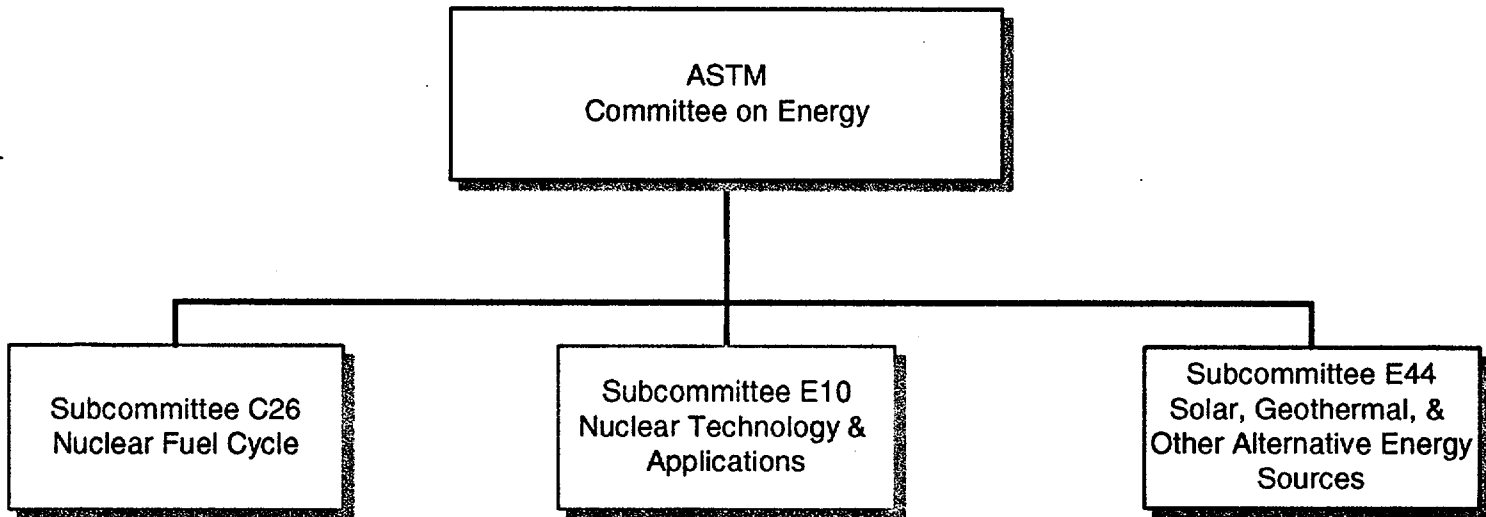 ASTM
Committee on Energy
Subcommittee C26
Nuclear Fuel Cycle
Subcommittee E10
Nuclear Technology &
Applications
Subcommittee E44
Solar, Geothermal, &
Other Alternative Energy
Sources